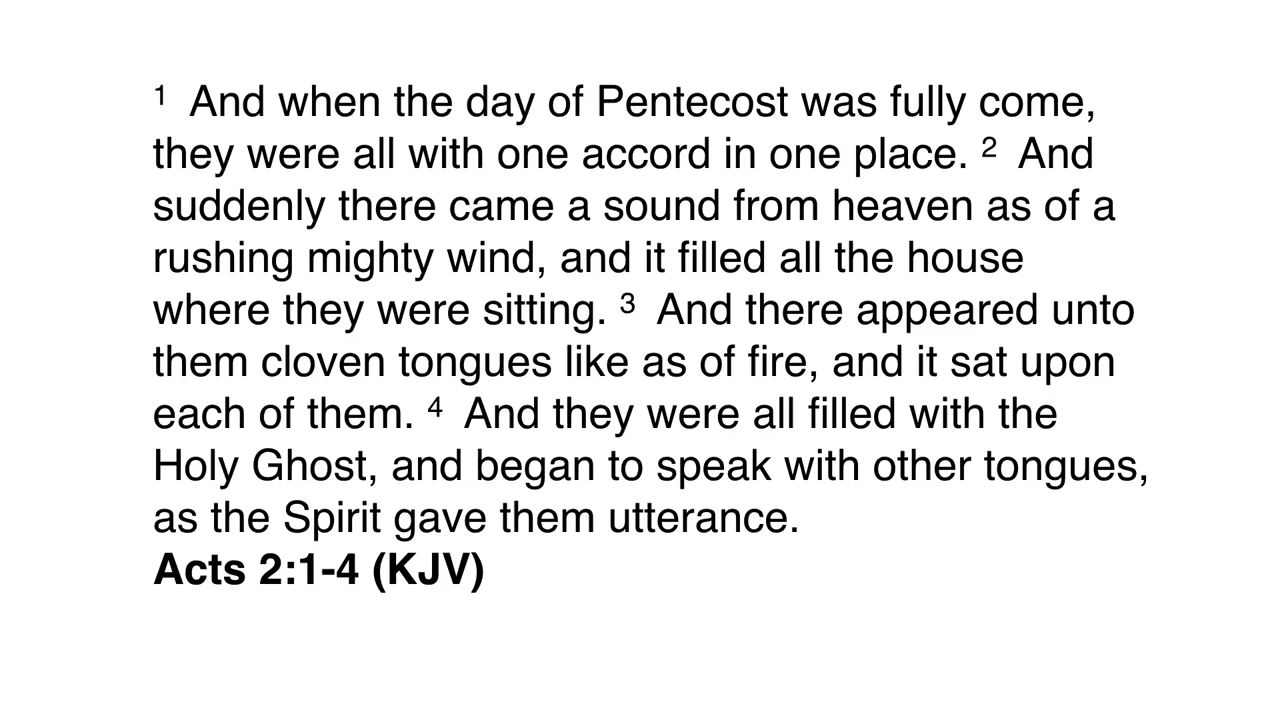 1 And when the day of Pentecost was fully come,
they were all with one accord in one place. 2 And
suddenly there came a sound from heaven as of a
rushing mighty wind, and it filled all the house
where they were sitting. 3 And there appeared unto
them cloven tongues like as of fire, and it sat upon
each of them. 4 And they were all filled with the
Holy Ghost, and began to speak with other tongues,
as the Spirit gave them utterance.
Acts 2:1-4 (KJV)